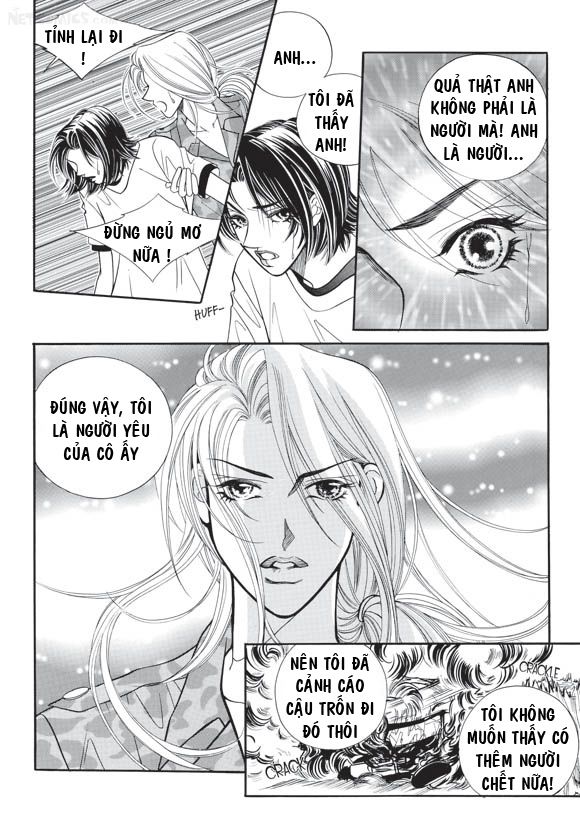 TỈNH LẠI ĐI
!
ĐỪNG NGỦ MƠ
NỮA !
ANH...
TÔI ĐÃ
THẤY
ANH!
HUFF-
QUẢ THẬT ANH
KHÔNG PHẢI LÀ
NGƯỜI MÀ! ANH
LÀ NGƯỜI...
ĐÚNG VẬY, TÔI
LÀ NGƯỜI YÊU
CỦA CÔ ẤY
NÊN TÔI ĐÃ
CẢNH CÁO
CẬU TRỐN ĐI
ĐÓ THÔI
CRACKLE
TÔI KHÔNG
MUỐN THẤY CÓ
THÊM NGƯỜI
CHẾT NỮA!